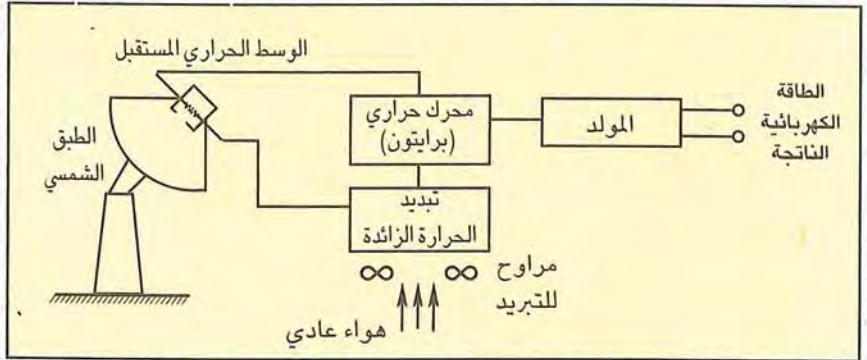 الوسط الحراري المستقبل
الطبق
الشمسي
محرك حراري
(برايتون)
المولد
الطاقة
الكهربائية
الناتجة
تبديد
الحرارة الزائدة
مراوح
للتبريد
هواء عادي